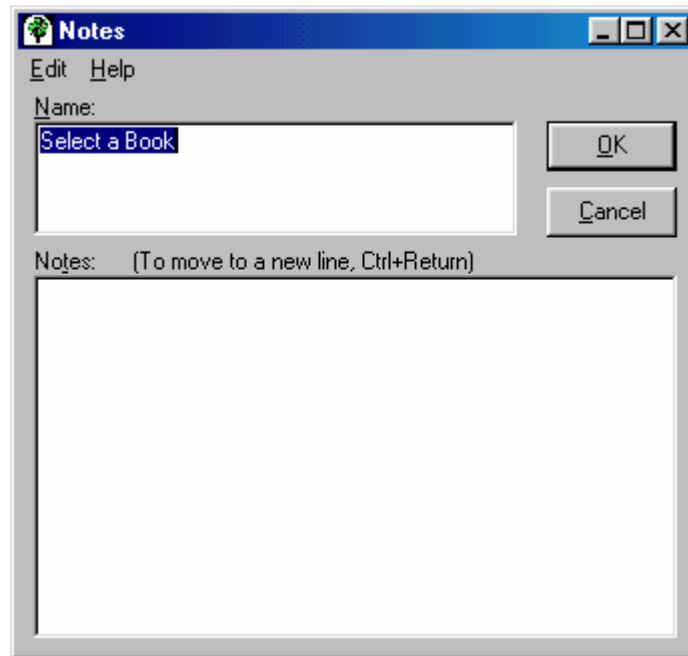 Notes
Edit Help
Name:
Select a Book
OK
Cancel
Notes: (To move to a new line, Ctrl+Return)